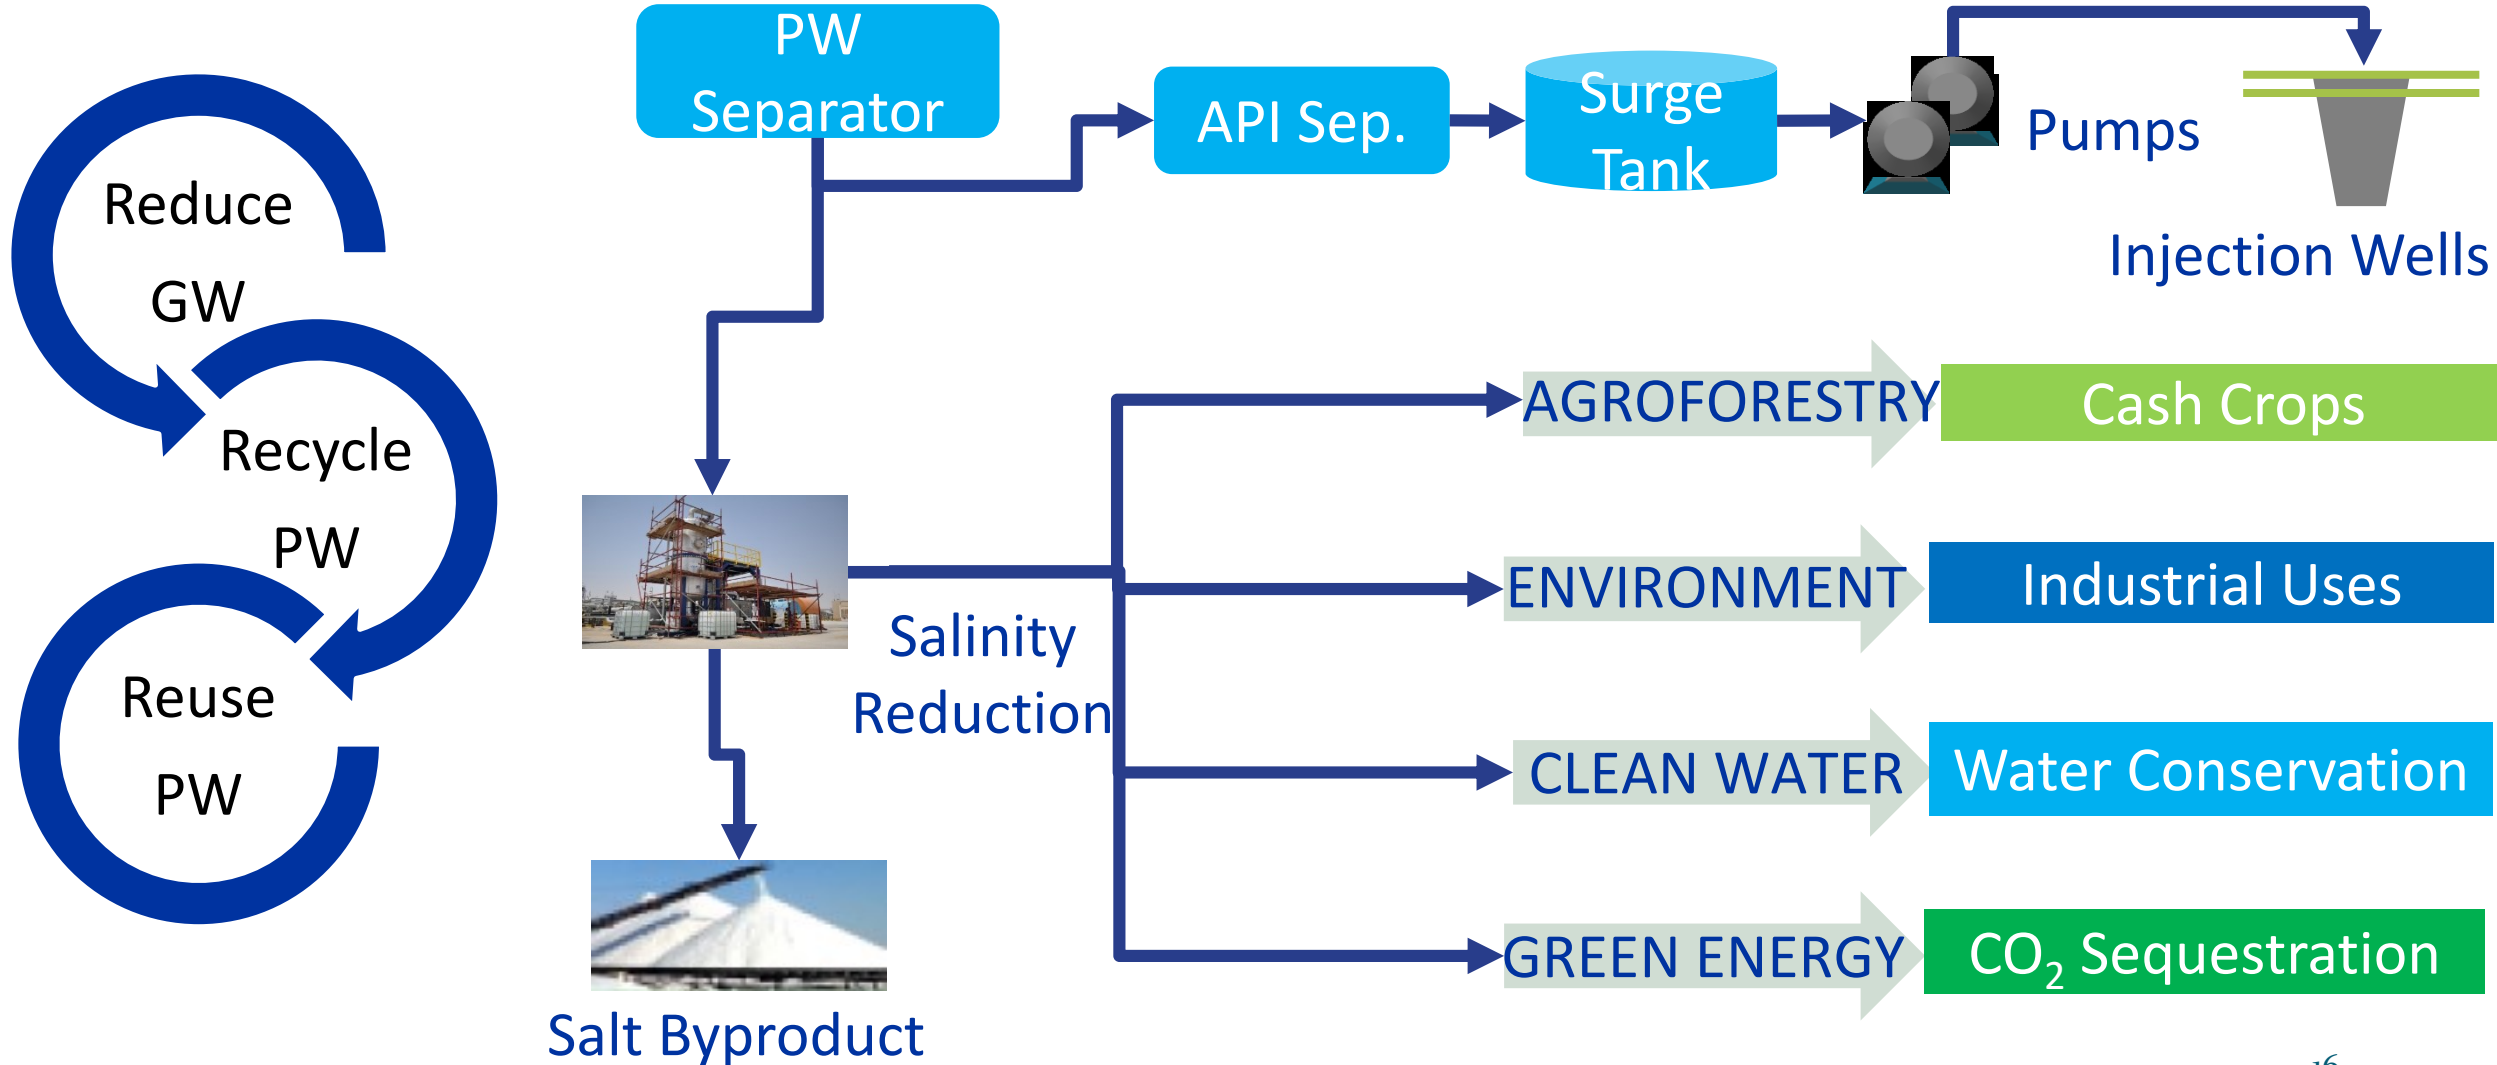 PW
Separator
API Sep.
Surge
Tank
Pumps
Injection Wells
Reduce
GW
Recycle
PW
Reuse
PW
Salinity
Reduction
Salt Byproduct
AGROFORESTRY
Cash Crops
ENVIRONMENT
Industrial Uses
CLEAN WATER
Water Conservation
GREEN ENERGY
CO₂ Sequestration